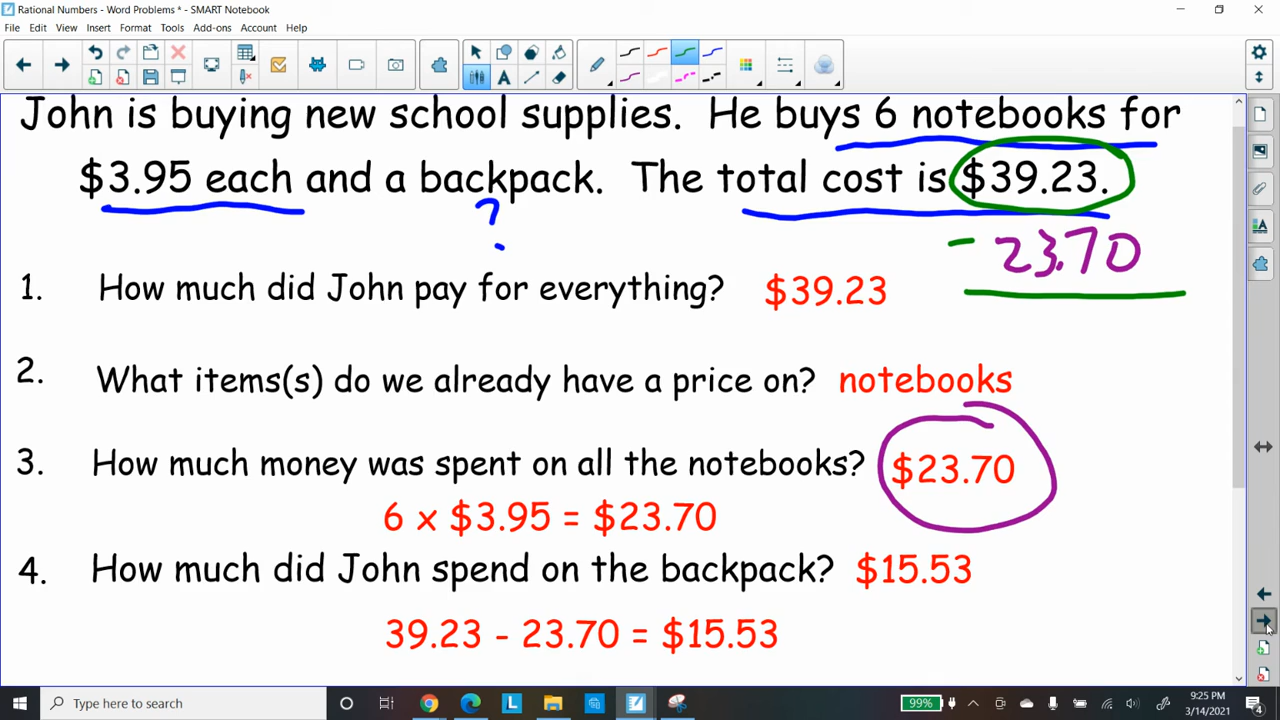 Rational Numbers - Word Problems * - SMART Notebook
File Edit View Insert Format Tools Add-ons Account Help
John is buying new school supplies. He buys 6 notebooks for
$3.95 each and a backpack. The total cost is $39.23.
?
- 23.70
1. How much did John pay for everything? $39.23
2. What items(s) do we already have a price on? notebooks
3. How much money was spent on all the notebooks? $23.70
6 x $3.95 = $23.70
4. How much did John spend on the backpack? $15.53
39.23 - 23.70 = $15.53
Type here to search
99%
9:25 PM
3/14/2021
4